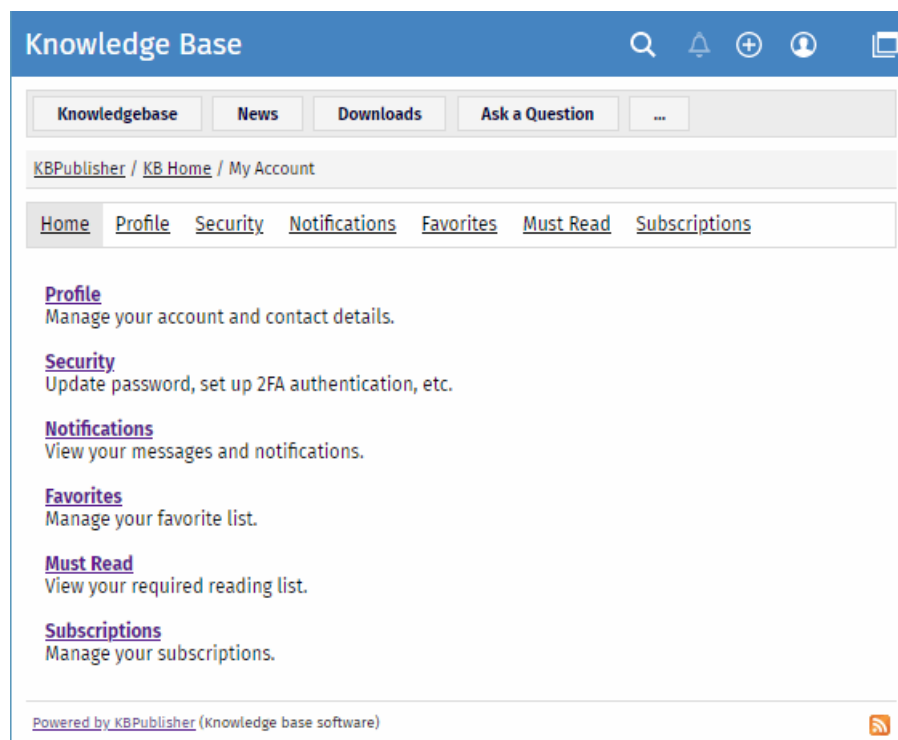 Knowledge Base
Knowledgebase News Downloads Ask a Question ...
KBPublisher / KB Home / My Account
Home Profile Security Notifications Favorites Must Read Subscriptions
Profile
Manage your account and contact details.
Security
Update password, set up 2FA authentication, etc.
Notifications
View your messages and notifications.
Favorites
Manage your favorite list.
Must Read
View your required reading list.
Subscriptions
Manage your subscriptions.
Powered by KBPublisher (Knowledge base software)